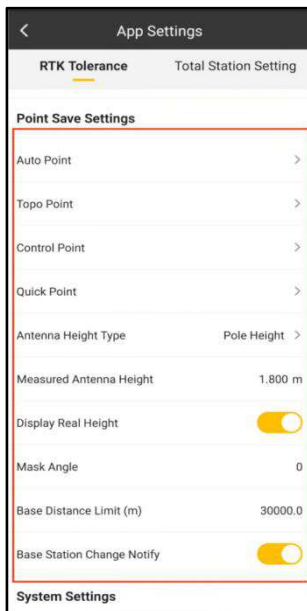 App Settings
RTK Tolerance Total Station Setting
Point Save Settings
Auto Point
Topo Point
Control Point
Quick Point
Antenna Height Type Pole Height
Measured Antenna Height 1.800 m
Display Real Height
Mask Angle 0
Base Distance Limit (m) 30000.0
Base Station Change Notify
System Settings